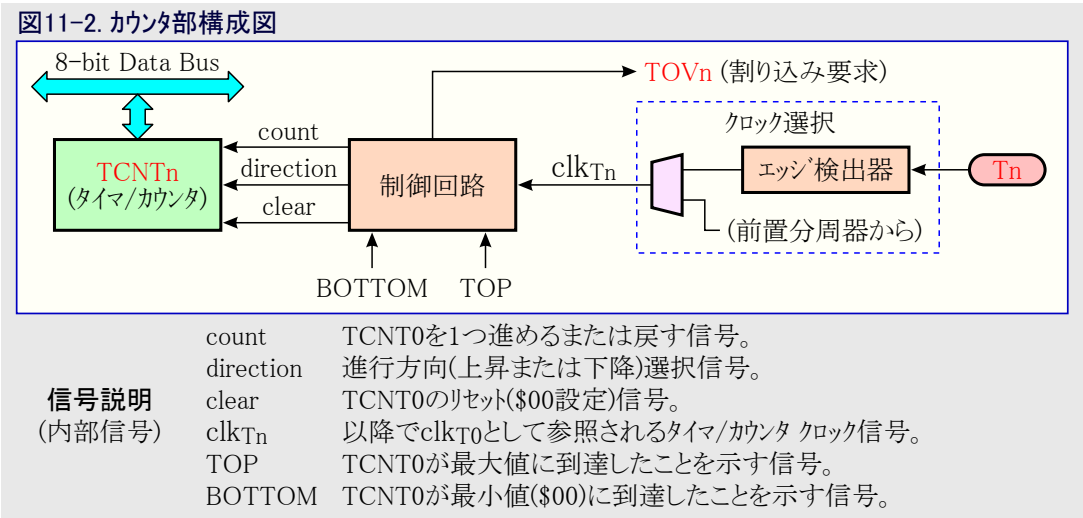 図11-2. カウンタ部構成図
8-bit Data Bus
TOVn (割り込み要求)
クロック選択
count
TCNTn
(タイマ/カウンタ)
direction
制御回路
clkTn
エッジ検出器
Tn
clear
(前置分周器から)
BOTTOM TOP
count TCNT0を1つ進めるまたは戻す信号。
direction 進行方向(上昇または下降)選択信号。
信号説明 clear TCNT0のリセット($00設定)信号。
(内部信号) clkTn 以降でclkT0として参照されるタイマ/カウンタ クロック信号。
TOP TCNT0が最大値に到達したことを示す信号。
BOTTOM TCNT0が最小値($00)に到達したことを示す信号。